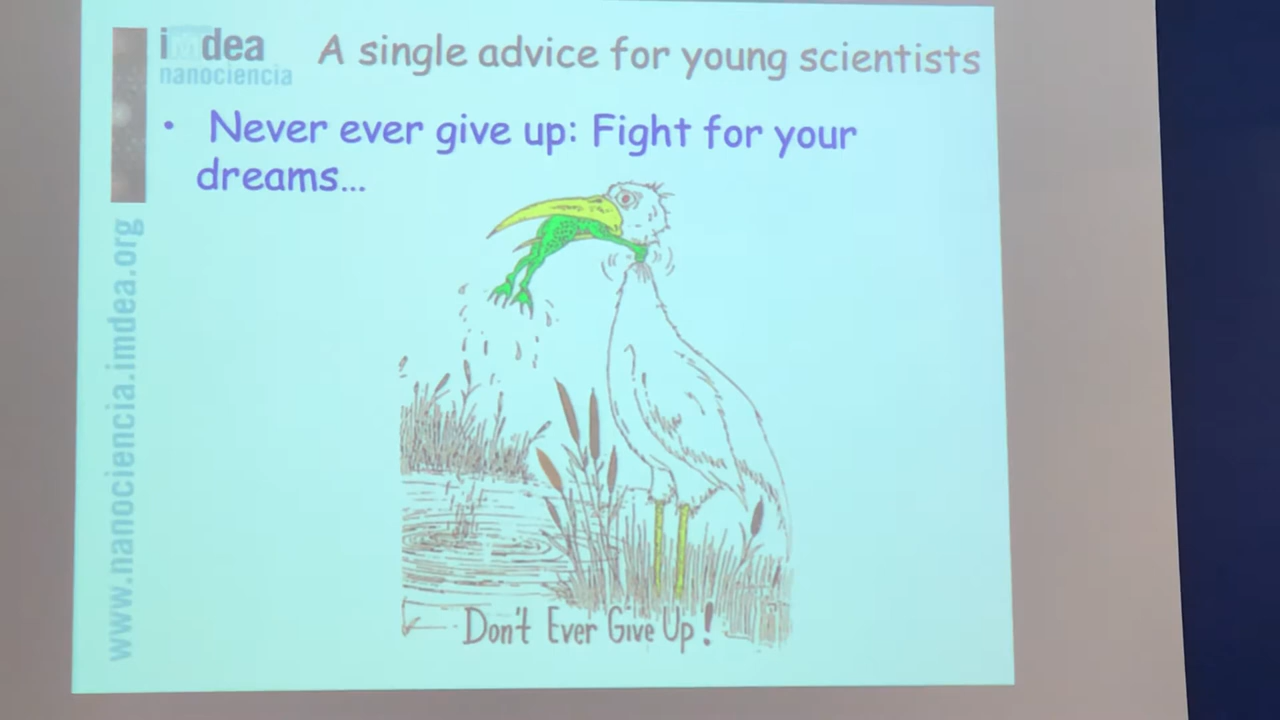 imdea
nanociencia
A single advice for young scientists
• Never ever give up: Fight for your
dreams...
www.nanociencia.imdea.org
Don't Ever Give Up!